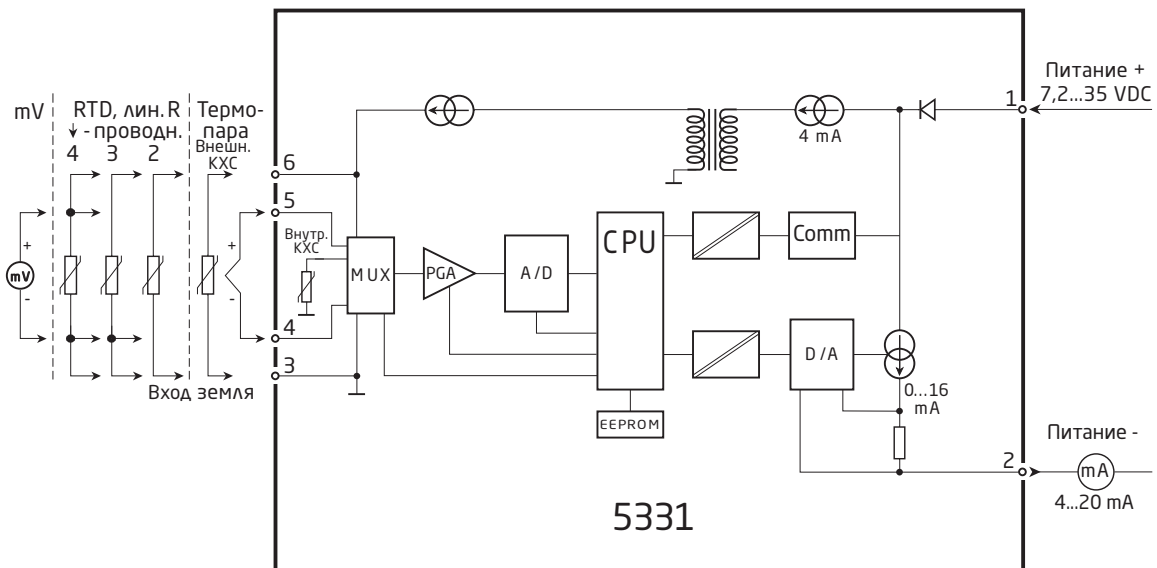 Питание +
7,2...35 VDC
1
4 mA
mV
RTD, лин. R
- проводн.
4 3 2
Термо-
пара
Внешн.
КХС
6
5
Внутр.
КХС
MUX
PGA
A/D
CPU
Comm
+
-
mV
+
-
4
3
Вход земля
EEPROM
D/A
0...16
mA
2
Питание -
mA
4...20 mA
5331